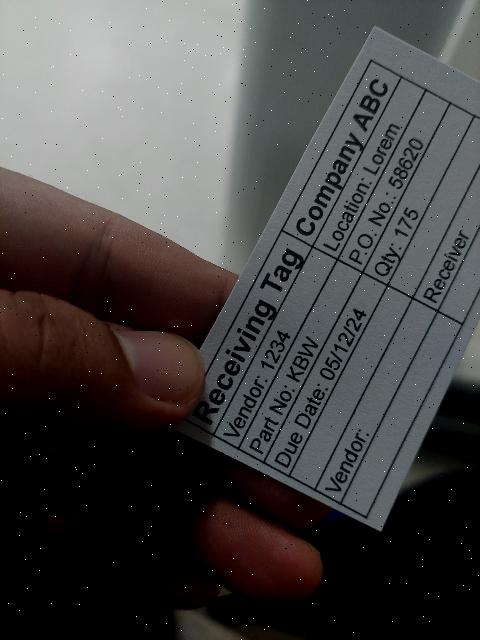 Receiving Tag Company ABC
Vendor: 1234 Location: Lorem
Part No: KBW P.O. No.: 58620
Due Date: 05/12/24 Qty: 175
Vendor: Receiver